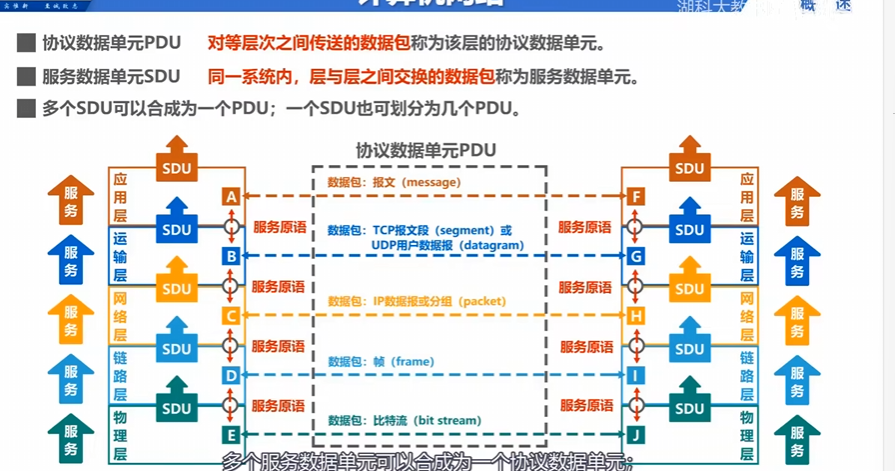 计算机网络
概 述
协议数据单元PDU 对等层次之间传送的数据包称为该层的协议数据单元。
服务数据单元SDU 同一系统内，层与层之间交换的数据包称为服务数据单元。
多个SDU可以合成为一个PDU；一个SDU也可划分为几个PDU。
协议数据单元PDU
服务
应用层
SDU
A
数据包：报文（message）
F
SDU
应用层
服务
服务原语
服务原语
服务
运输层
SDU
B
数据包：TCP报文段（segment）或
UDP用户数据报（datagram）
G
SDU
运输层
服务
服务原语
服务原语
服务
网络层
SDU
C
数据包：IP数据报或分组（packet）
H
SDU
网络层
服务
服务原语
服务原语
服务
链路层
SDU
D
数据包：帧（frame）
I
SDU
链路层
服务
服务原语
服务原语
服务
物理层
SDU
E
数据包：比特流（bit stream）
J
SDU
物理层
服务
多个服务数据单元可以合成为一个协议数据单元；